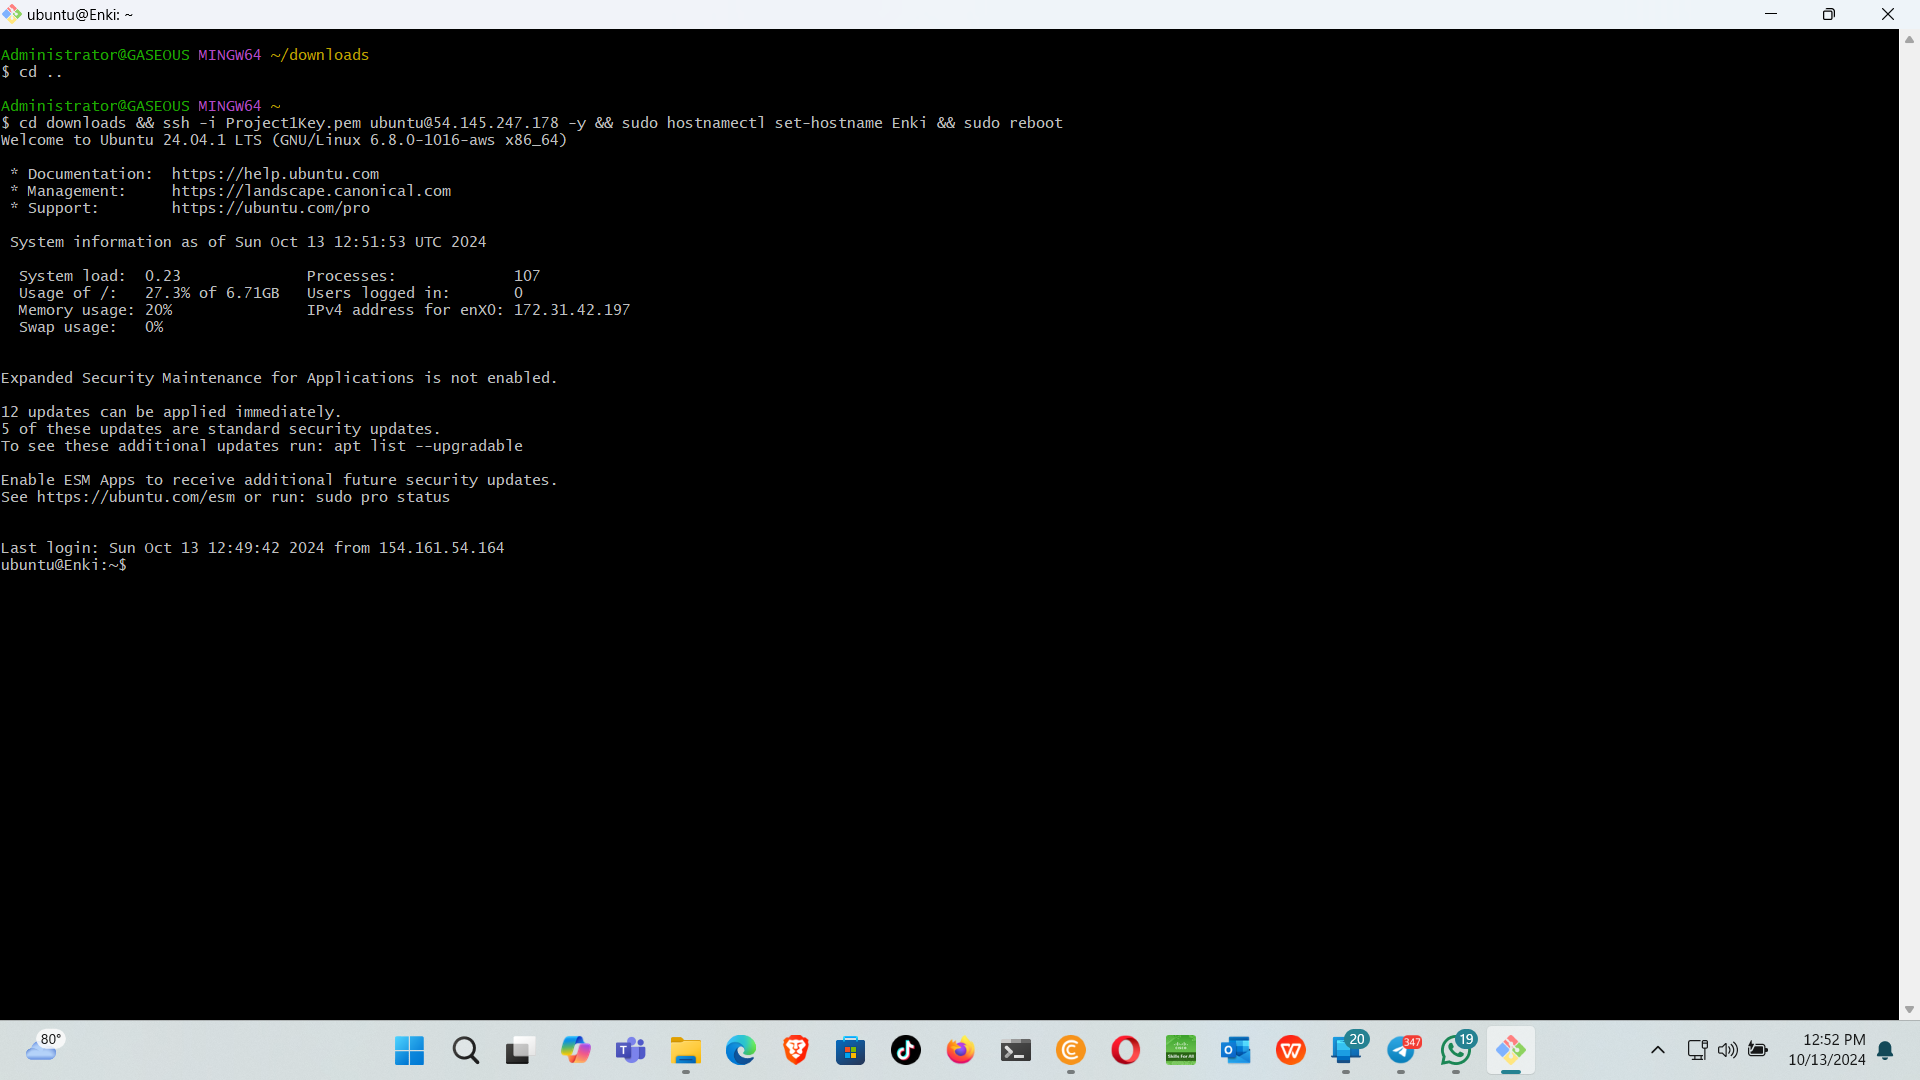 ubuntu@Enki: ~
Administrator@GASEOUS MINGW64 ~/downloads
$ cd ..
Administrator@GASEOUS MINGW64 ~
$ cd downloads && ssh -i Project1Key.pem ubuntu@54.145.247.178 -y && sudo hostnamectl set-hostname Enki && sudo reboot
Welcome to Ubuntu 24.04.1 LTS (GNU/Linux 6.8.0-1016-aws x86_64)
* Documentation:  https://help.ubuntu.com
* Management:     https://landscape.canonical.com
* Support:        https://ubuntu.com/pro
System information as of Sun Oct 13 12:51:53 UTC 2024
System load:  0.23              Processes:             107
Usage of /:   27.3% of 6.71GB   Users logged in:       0
Memory usage: 20%               IPv4 address for enX0: 172.31.42.197
Swap usage:   0%
Expanded Security Maintenance for Applications is not enabled.
12 updates can be applied immediately.
5 of these updates are standard security updates.
To see these additional updates run: apt list --upgradable
Enable ESM Apps to receive additional future security updates.
See https://ubuntu.com/esm or run: sudo pro status
Last login: Sun Oct 13 12:49:42 2024 from 154.161.54.164
ubuntu@Enki:~$
80°
20
347
19
Skills For All
12:52 PM
10/13/2024